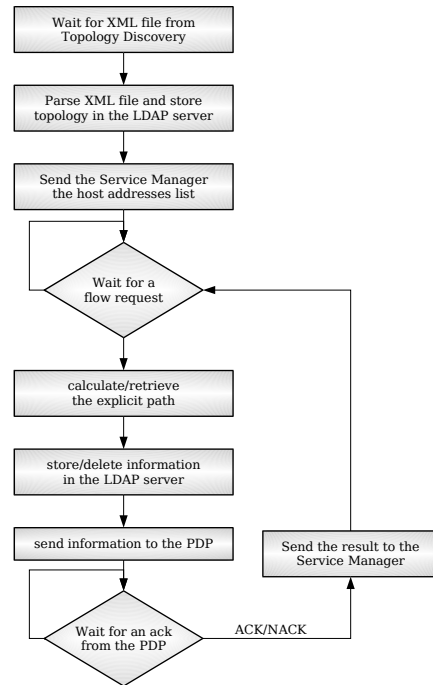 Wait for XML file from
Topology Discovery
Parse XML file and store
topology in the LDAP server
Send the Service Manager
the host addresses list
Wait for a
flow request
calculate/retrieve
the explicit path
store/delete information
in the LDAP server
send information to the PDP
Send the result to the
Service Manager
Wait for an ack
from the PDP
ACK/NACK